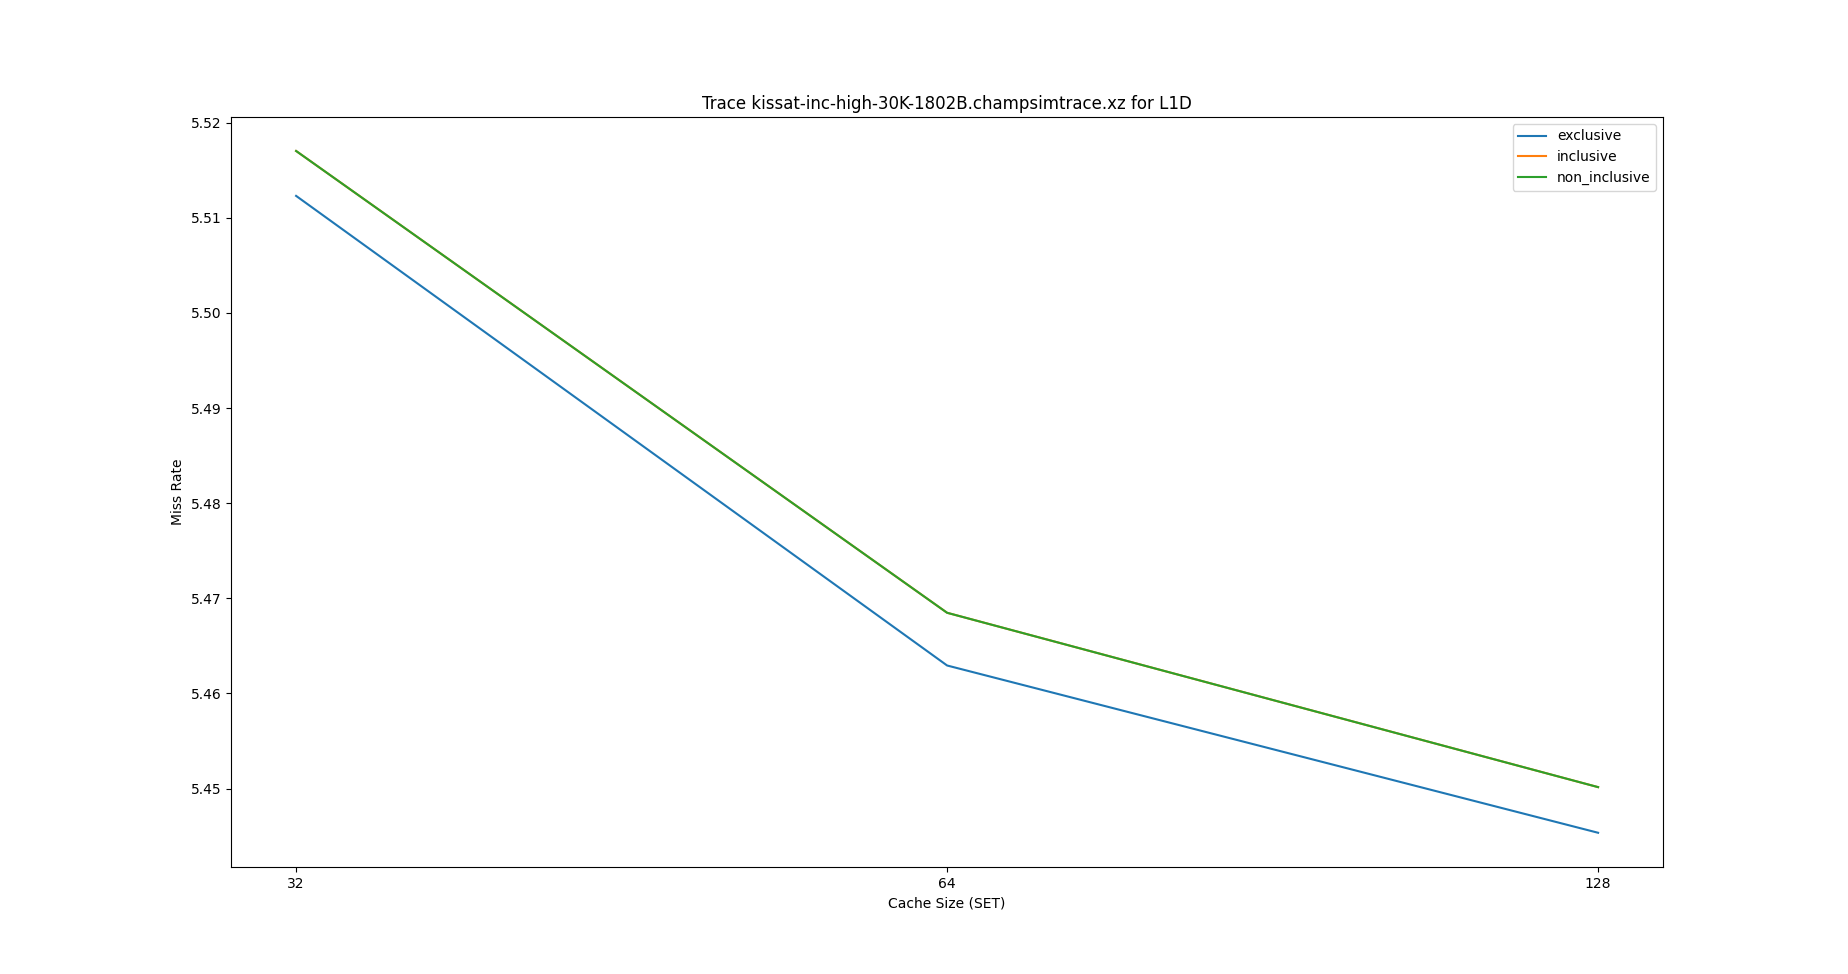 Trace kissat-inc-high-30K-1802B.champsimtrace.xz for L1D
5.52
5.51
5.50
5.49
5.48
5.47
5.46
5.45
Miss Rate
exclusive
inclusive
non_inclusive
32
64
128
Cache Size (SET)